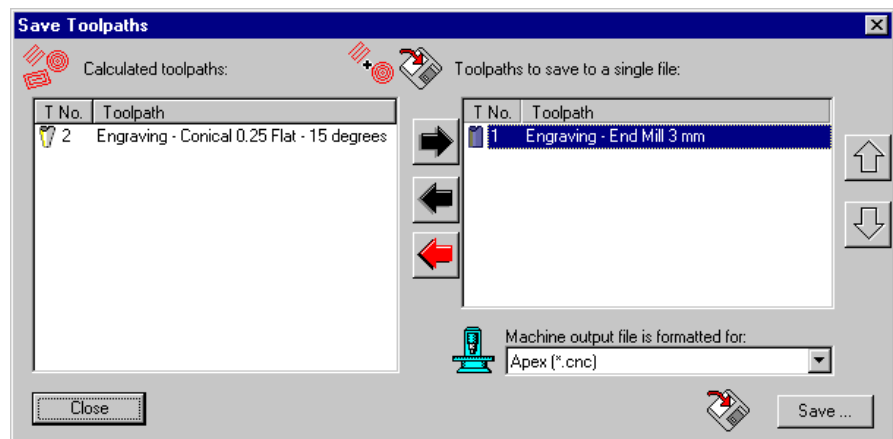 Save Toolpaths
Calculated toolpaths:
Toolpaths to save to a single file:
T No. Toolpath
2 Engraving - Conical 0.25 Flat - 15 degrees
T No. Toolpath
1 Engraving - End Mill 3 mm
Machine output file is formatted for:
Apex (*.cnc)
Close
Save ...